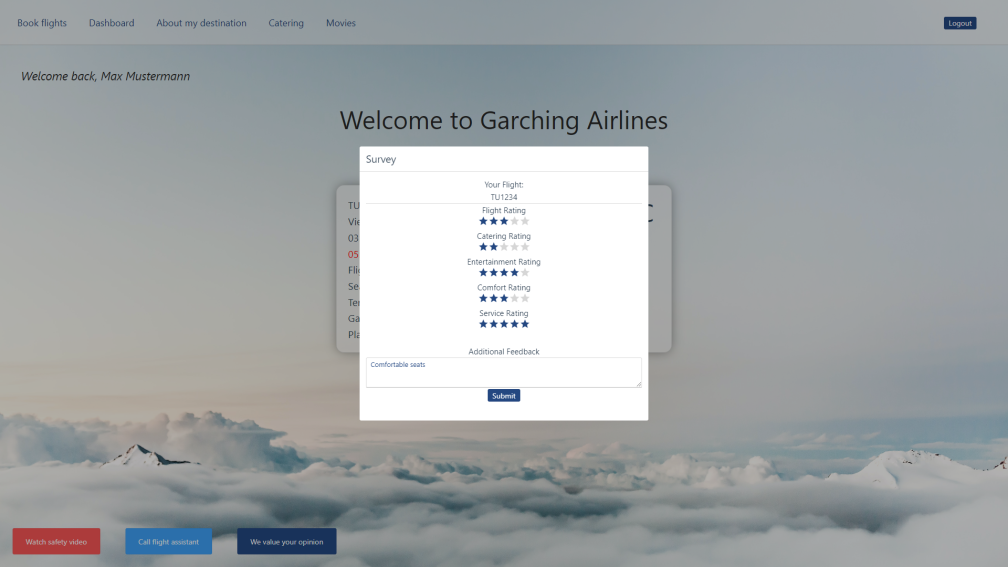 Book flights Dashboard About my destination Catering Movies Logout
Welcome back, Max Mustermann
Welcome to Garching Airlines
Survey
Your Flight:
TU1234
Flight Rating
Catering Rating
Entertainment Rating
Comfort Rating
Service Rating
Additional Feedback
Comfortable seats
Submit
TU
Vie
03
05
Flig
Sea
Ter
Ga
Pla
Watch safety video Call flight assistant We value your opinion